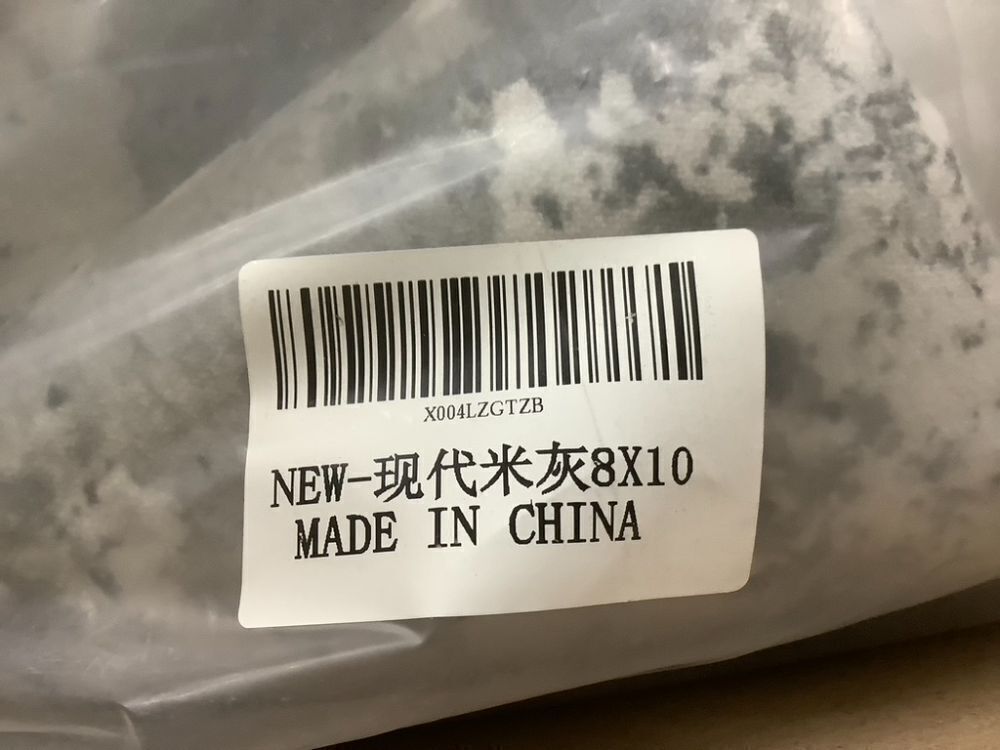 X004LZGTZB
NEW-现代米灰8X10
MADE IN CHINA